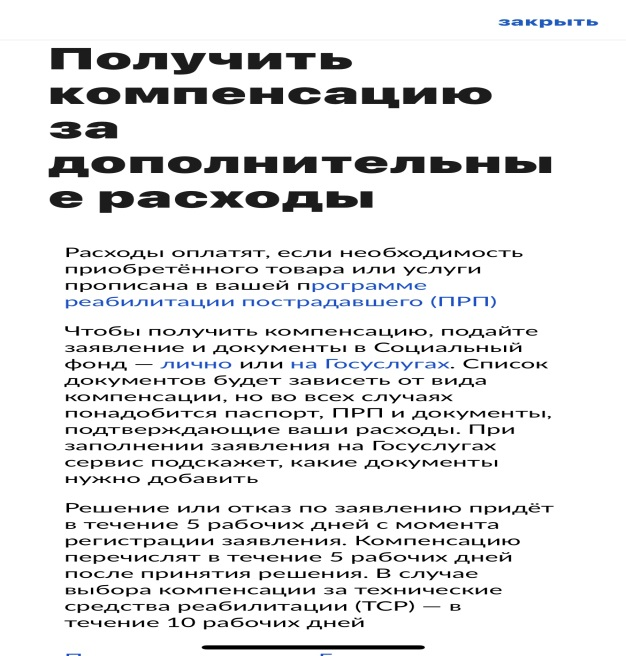 закрыть
Получить
компенсацию
за
дополнительны
е расходы
Расходы оплатят, если необходимость
приобретённого товара или услуги
прописана в вашей программе
реабилитации пострадавшего (ПРП)
Чтобы получить компенсацию, подайте
заявление и документы в Социальный
фонд — лично или на Госуслугах. Список
документов будет зависеть от вида
компенсации, но во всех случаях
понадобится паспорт, ПРП и документы,
подтверждающие ваши расходы. При
заполнении заявления на Госуслугах
сервис подскажет, какие документы
нужно добавить
Решение или отказ по заявлению придёт
в течение 5 рабочих дней с момента
регистрации заявления. Компенсацию
перечислят в течение 5 рабочих дней
после принятия решения. В случае
выбора компенсации за технические
средства реабилитации (ТСР) — в
течение 10 рабочих дней